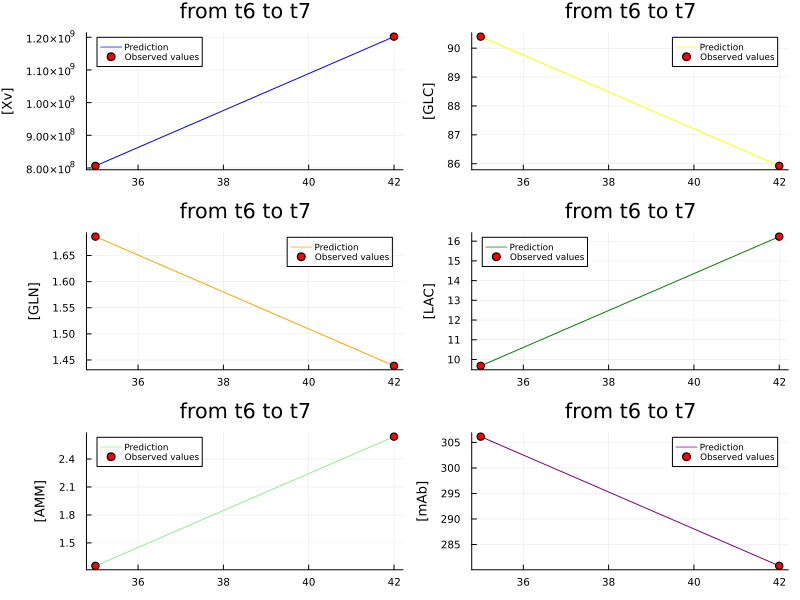 from t6 to t7
[Xv]
1.20×10⁹
1.10×10⁹
1.00×10⁹
9.00×10⁸
8.00×10⁸
Prediction
Observed values
36 38 40 42
from t6 to t7
[GLC]
90
89
88
87
86
Prediction
Observed values
36 38 40 42
from t6 to t7
[GLN]
1.65
1.60
1.55
1.50
1.45
Prediction
Observed values
36 38 40 42
from t6 to t7
[LAC]
16
15
14
13
12
11
10
Prediction
Observed values
36 38 40 42
from t6 to t7
[AMM]
2.4
2.1
1.8
1.5
Prediction
Observed values
36 38 40 42
from t6 to t7
[mAb]
305
300
295
290
285
Prediction
Observed values
36 38 40 42